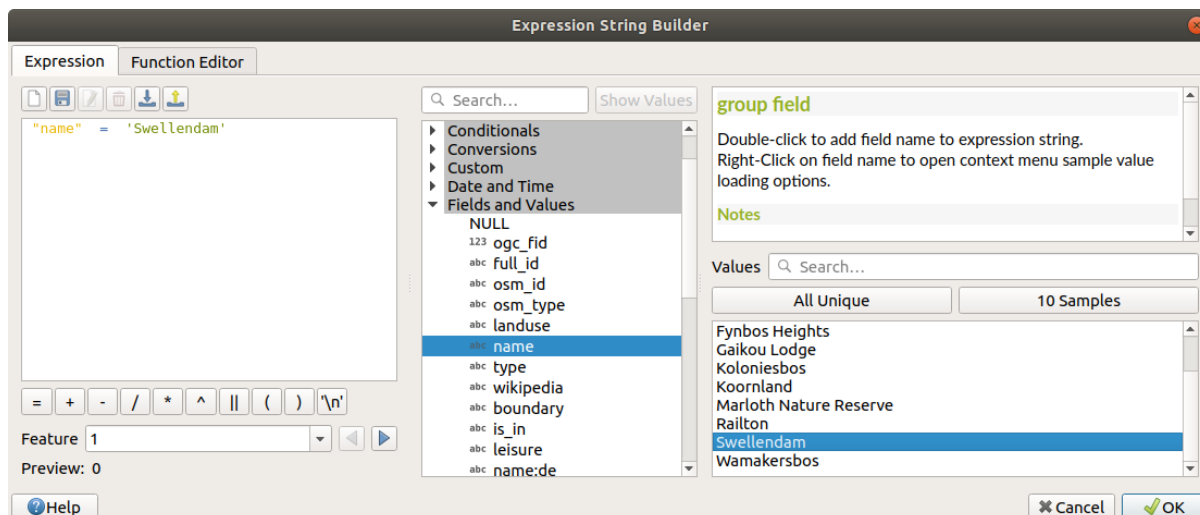 Expression String Builder
Expression
Function Editor
"name" = 'Swellendam'
= + - / * ^ || ( ) '\n'
Feature 1
Preview: 0
Search...
Show Values
Conditionals
Conversions
Custom
Date and Time
Fields and Values
NULL
123 ogc_fid
abc full_id
abc osm_id
abc osm_type
abc landuse
abc name
abc type
abc wikipedia
abc boundary
abc is_in
abc leisure
abc name:de
group field
Double-click to add field name to expression string.
Right-Click on field name to open context menu sample value
loading options.
Notes
Values
Search...
All Unique
10 Samples
Fynbos Heights
Gaikou Lodge
Koloniesbos
Koornland
Marloth Nature Reserve
Railton
Swellendam
Wamakersbos
Help
Cancel
OK